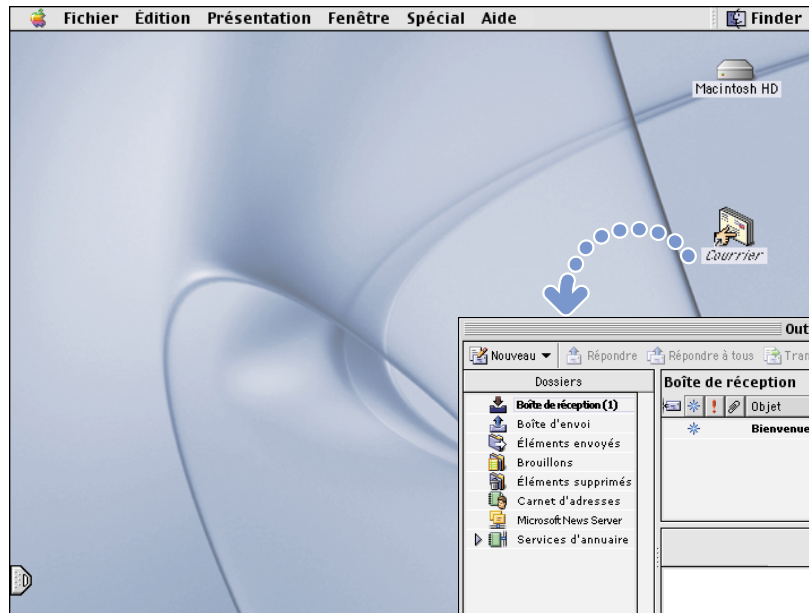 Fichier Édition Présentation Fenêtre Spécial Aide Finder
Macintosh HD
Courrier
Out
Nouveau Répondre Répondre à tous Tran
Dossiers
Boîte de réception (1)
Boîte d'envoi
Éléments envoyés
Brouillons
Éléments supprimés
Carnet d'adresses
Microsoft News Server
Services d'annuaire
Boîte de réception
Objet
Bienvenue